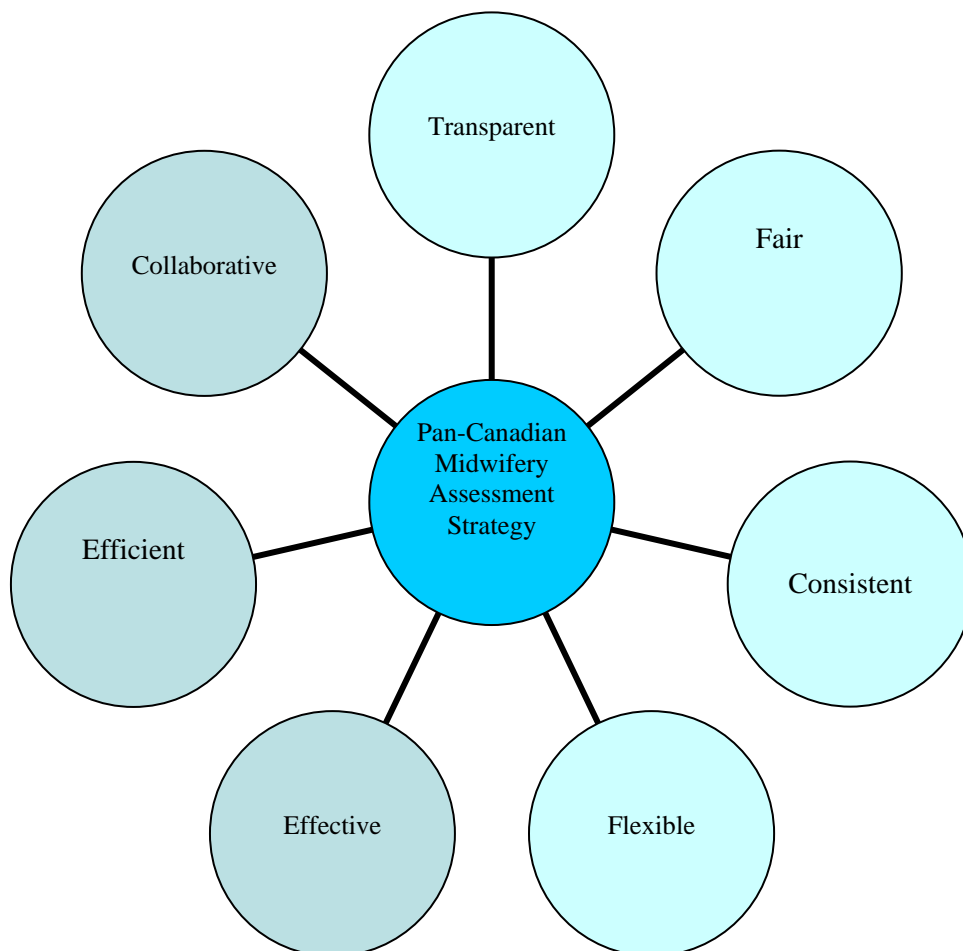 Transparent
Collaborative
Fair
Pan-Canadian
Midwifery
Assessment
Strategy
Efficient
Consistent
Effective
Flexible